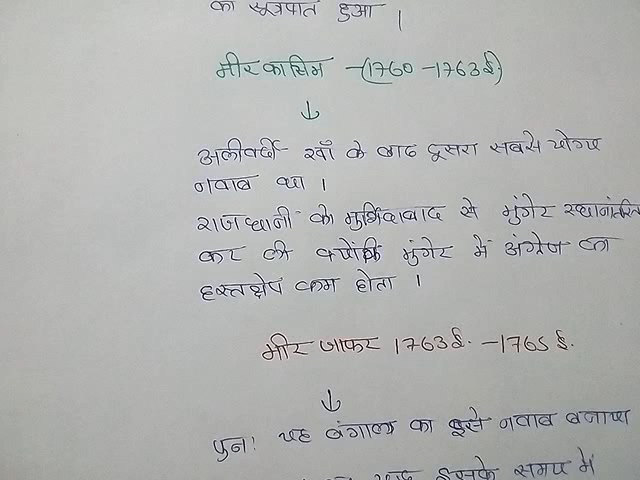 का सूत्रपात हुआ |
मीरकासिम -(1760 -1763ई.)
↓
अलीवर्दी खाँ के बाद दूसरा सबसे योग्य
नवाब था |
राजधानी को मुर्शिदाबाद से मुंगेर स्थानांतरित
कर ली क्योंकि मुंगेर में अंग्रेज का
हस्तक्षेप कम होता |
मीर जाफर 1763ई. -1765 ई.
↓
पुन! यह बंगाल का इसे नवाब बनाया
बाद इसके समय में